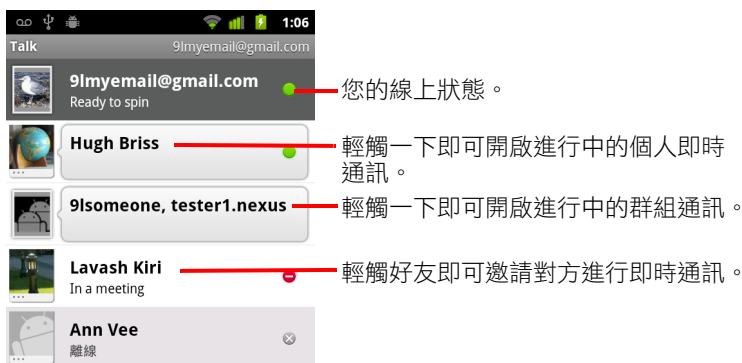 1:06
Talk 9lmyemail@gmail.com
9lmyemail@gmail.com
Ready to spin
您的線上狀態。
Hugh Briss
輕觸一下即可開啟進行中的個人即時
通訊。
9lsomeone, tester1.nexus
輕觸一下即可開啟進行中的群組通訊。
Lavash Kiri
In a meeting
輕觸好友即可邀請對方進行即時通訊。
Ann Vee
離線